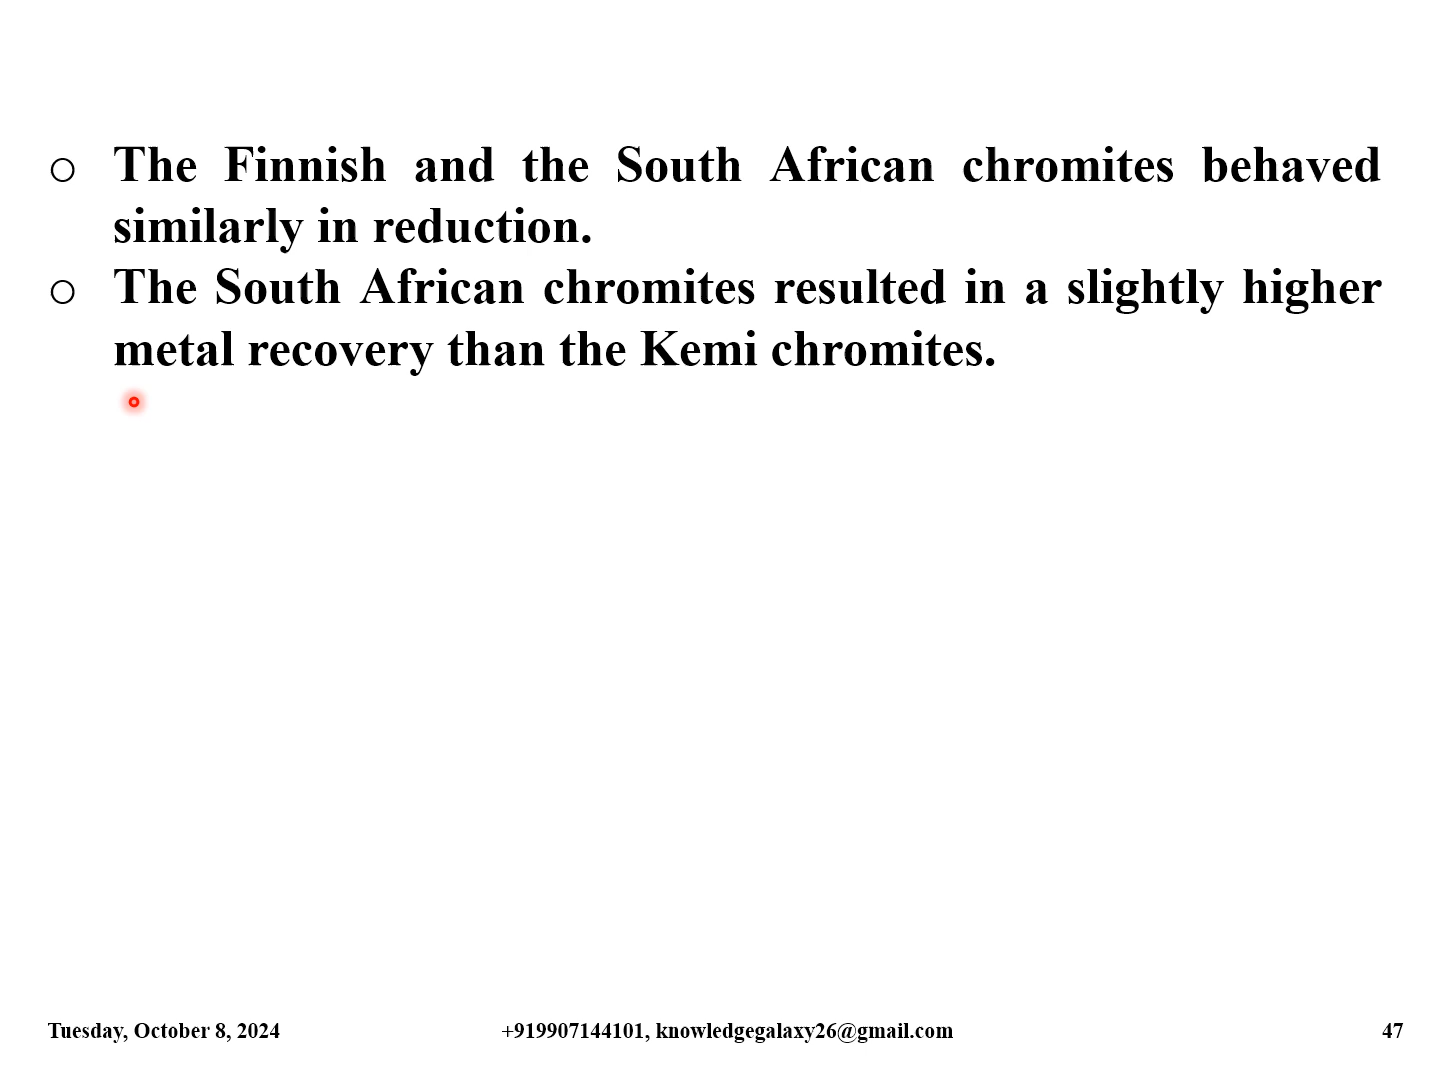 The Finnish and the South African chromites behaved
similarly in reduction.
The South African chromites resulted in a slightly higher
metal recovery than the Kemi chromites.
Tuesday, October 8, 2024
+919907144101, knowledgegalaxy26@gmail.com
47